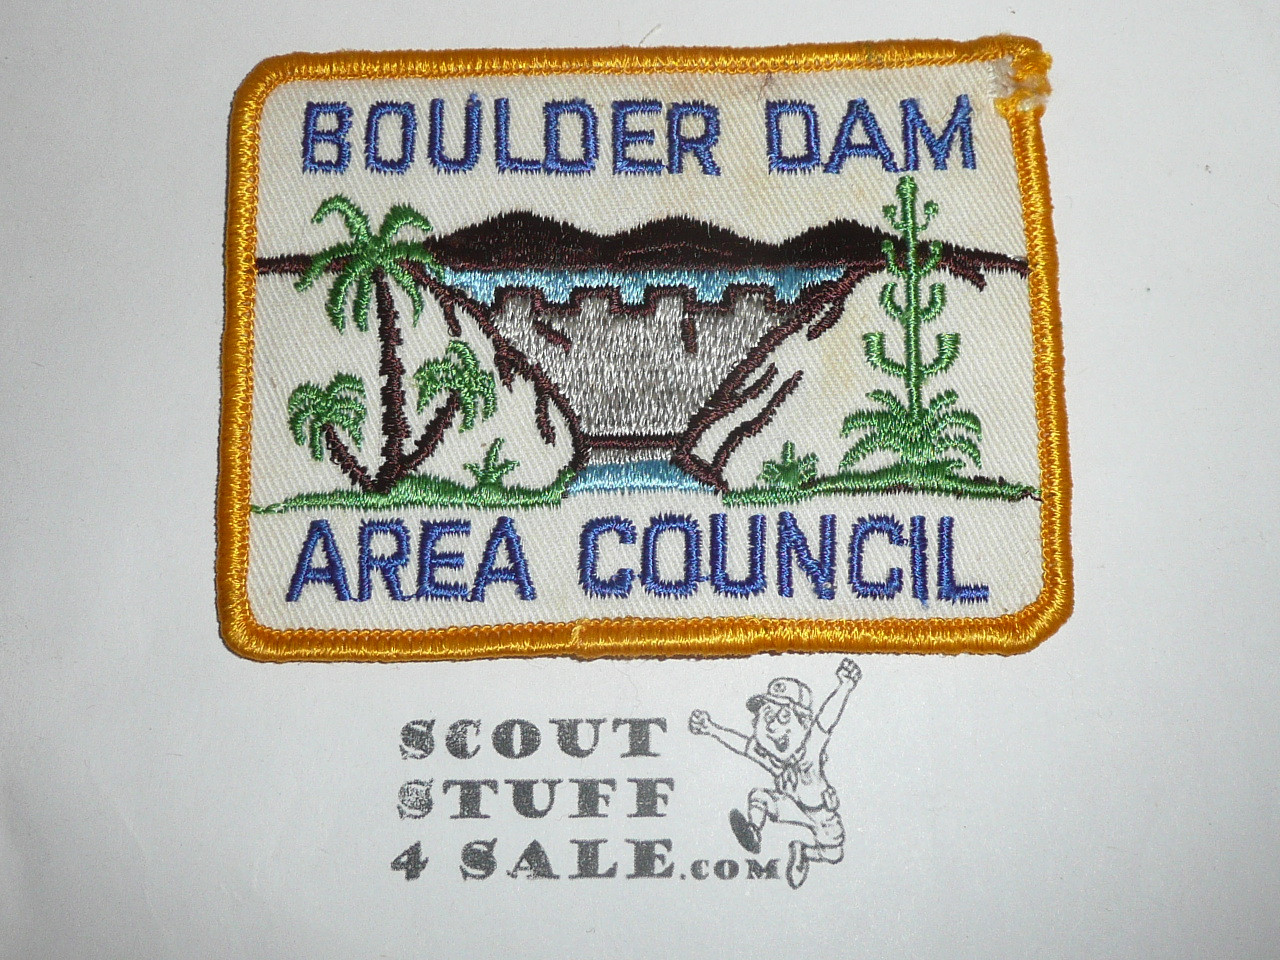 BOULDER DAM
AREA COUNCIL
SCOUT
STUFF
4 SALE.COM